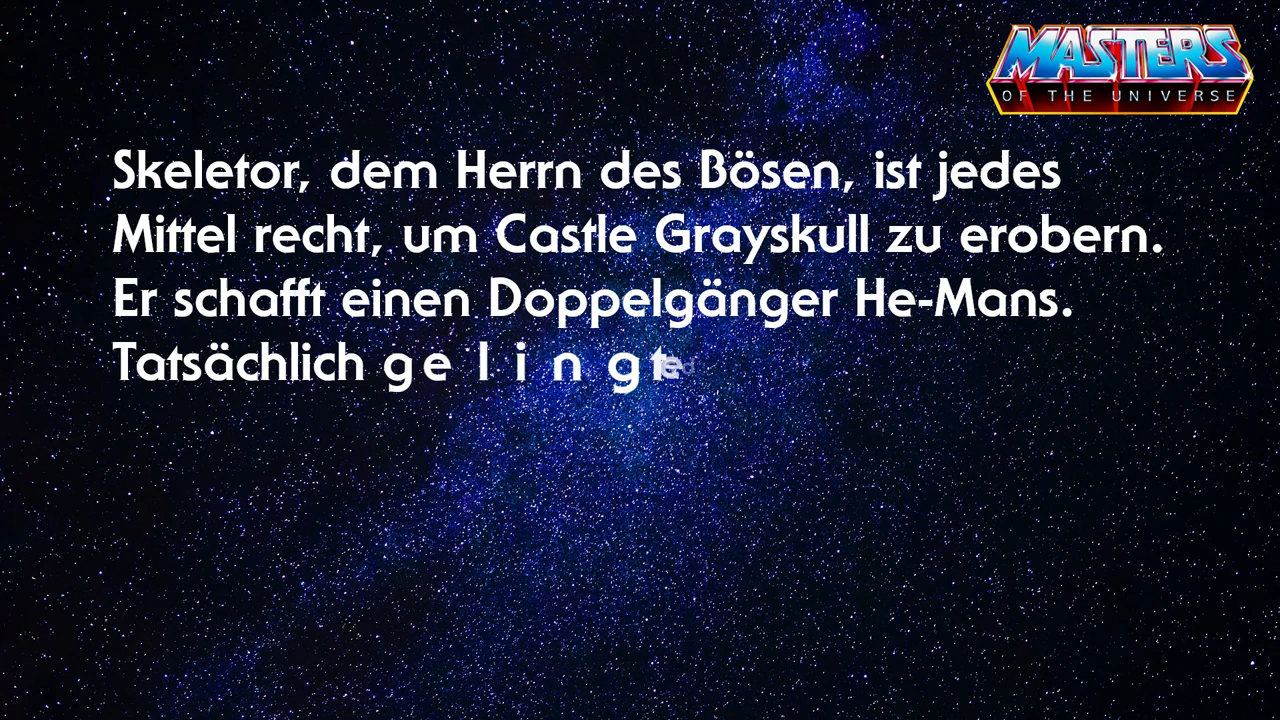 MASTERS
OF THE UNIVERSE
Skeletor, dem Herrn des Bösen, ist jedes
Mittel recht, um Castle Grayskull zu erobern.
Er schafft einen Doppelgänger He-Mans.
Tatsächlich gelingt